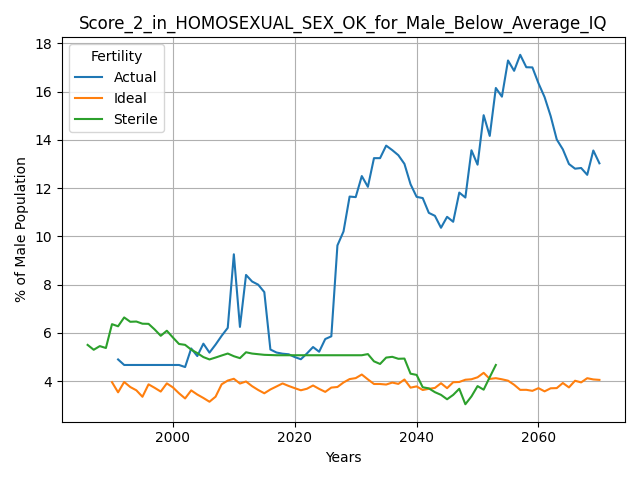 Score_2_in_HOMOSEXUAL_SEX_OK_for_Male_Below_Average_IQ
Fertility
Actual
Ideal
Sterile
% of Male Population
18
16
14
12
10
8
6
4
2000 2020 2040 2060
Years